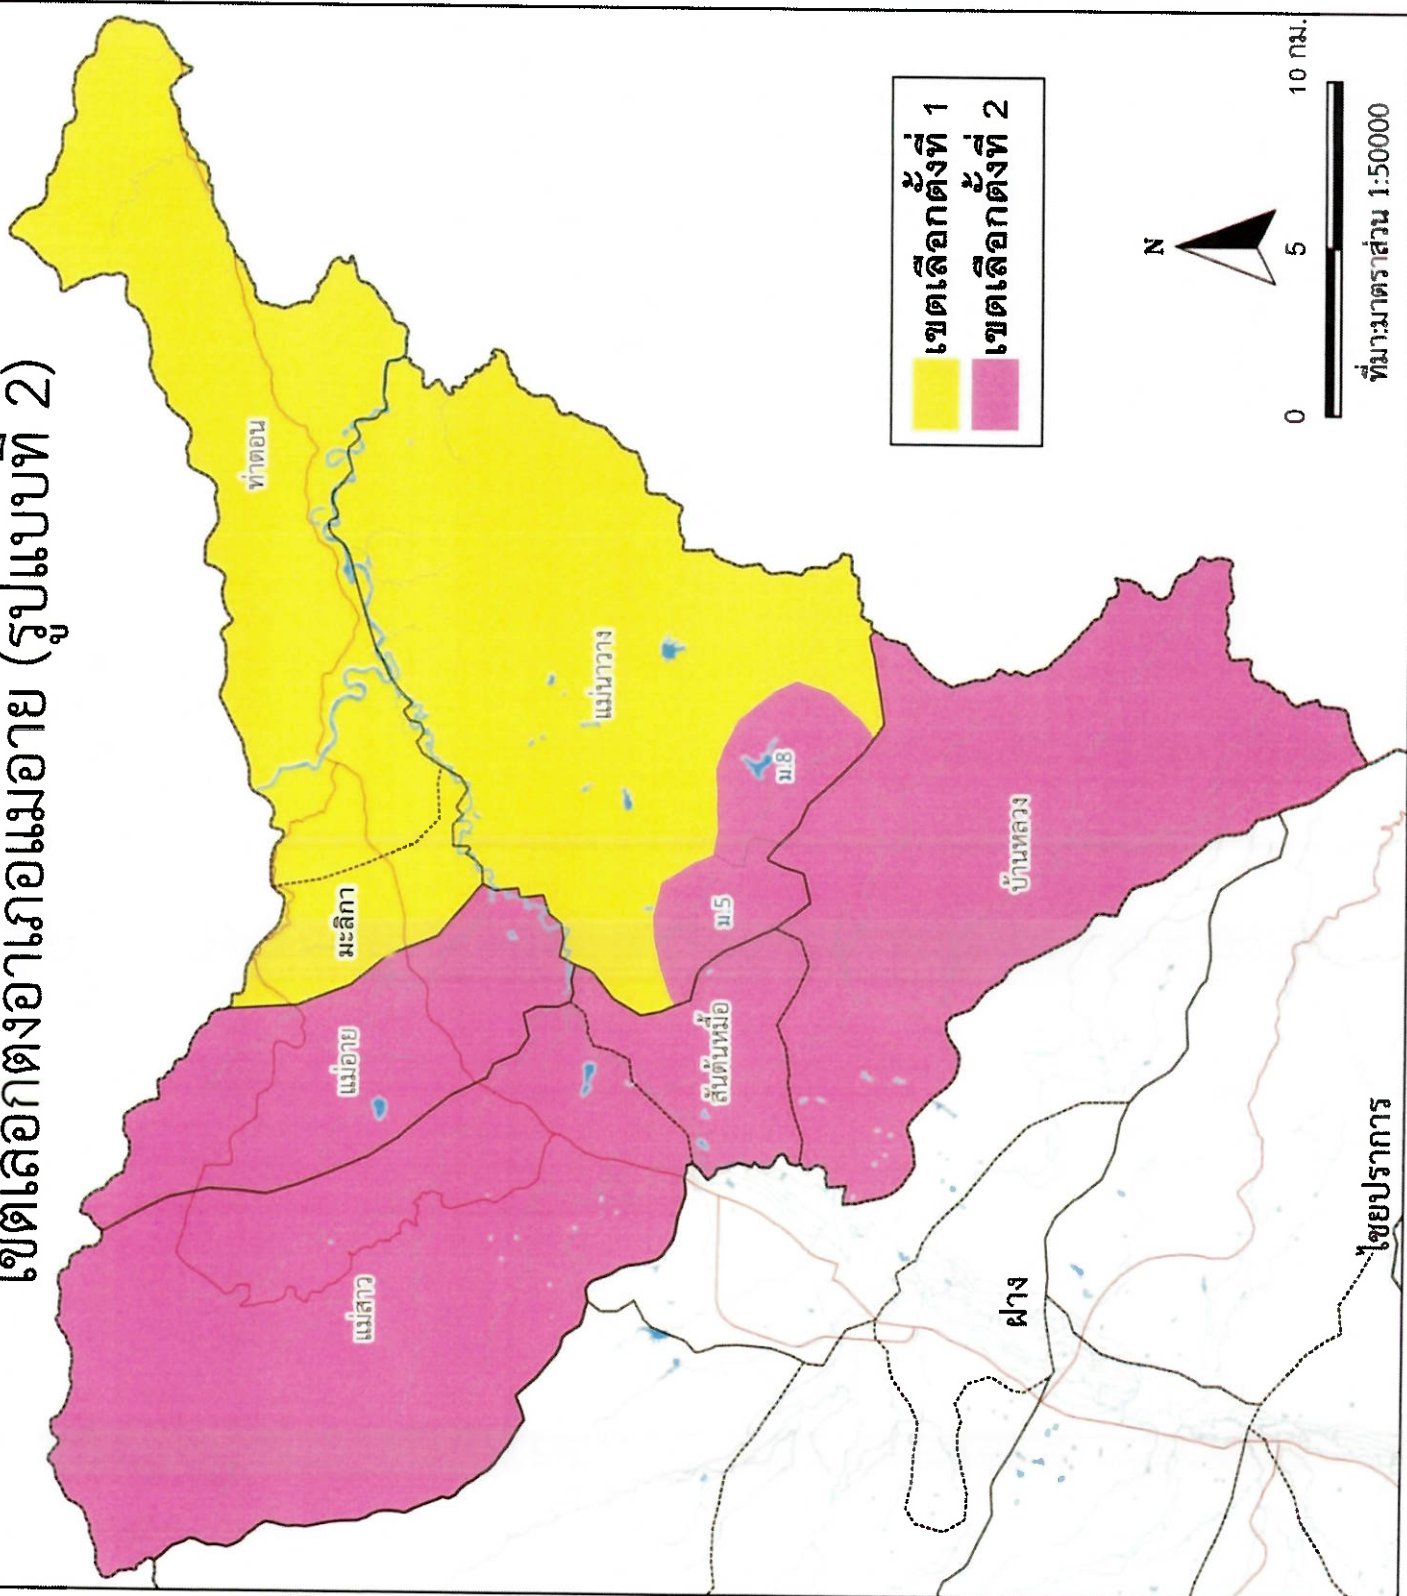 เขตเลือกตั้งอำเภอแม่อาย (รูปแบบที่ 2)
ท่าตอน
มะลิกา
แม่นาวาง
แม่อาย
แม่สาว
ม.8
ม.5
สันต้นหมื้อ
บ้านหลวง
ฝาง
ไชยปราการ
เขตเลือกตั้งที่ 1
เขตเลือกตั้งที่ 2
N
0 5 10 กม.
ที่มา:มาตราส่วน 1:50000